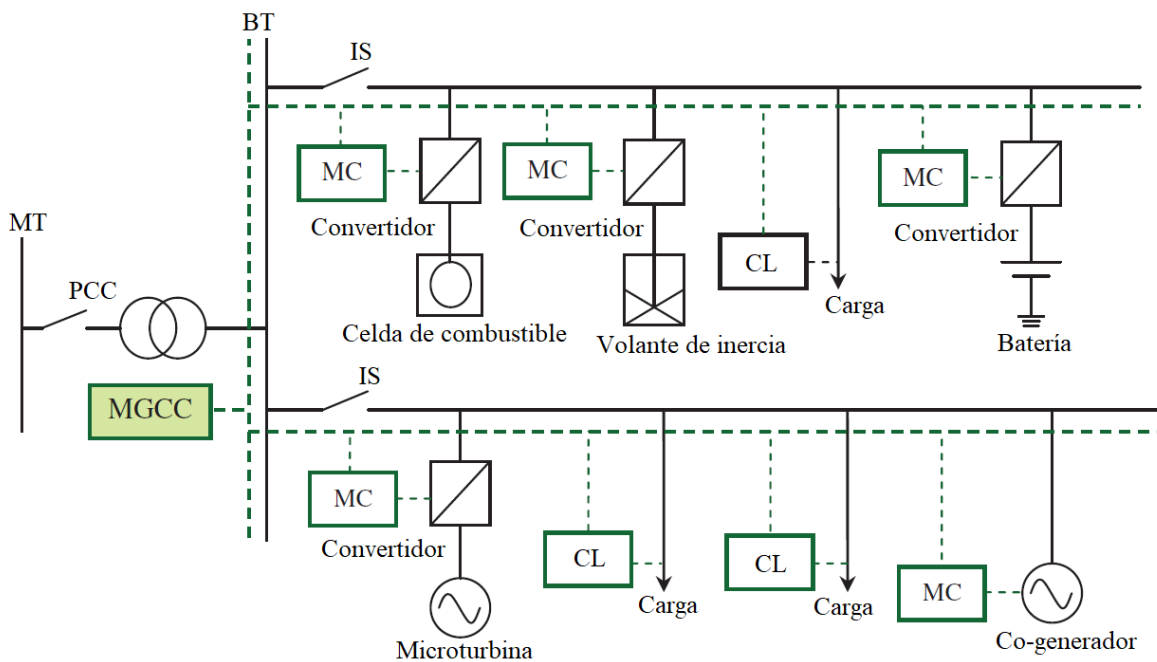 BT
IS
MC
MC
MC
Convertidor
Convertidor
Convertidor
MT
CL
PCC
Carga
Celda de combustible
Volante de inercia
Batería
IS
MGCC
MC
Convertidor
CL
CL
MC
Carga
Carga
Microturbina
Co-generador